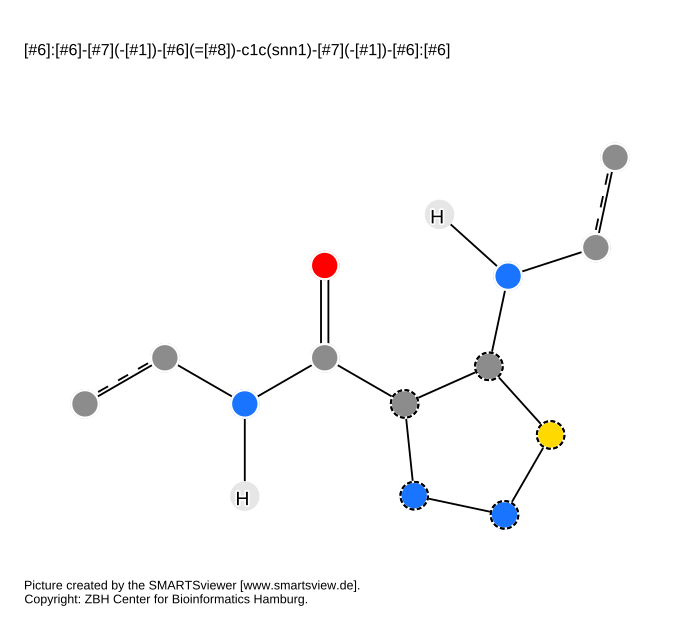 [#6]:[#6]-[#7](-[#1])-[#6](=[#8])-c1c(snn1)-[#7](-[#1])-[#6]:[#6]
H
H
Picture created by the SMARTSviewer [www.smartsview.de].
Copyright: ZBH Center for Bioinformatics Hamburg.